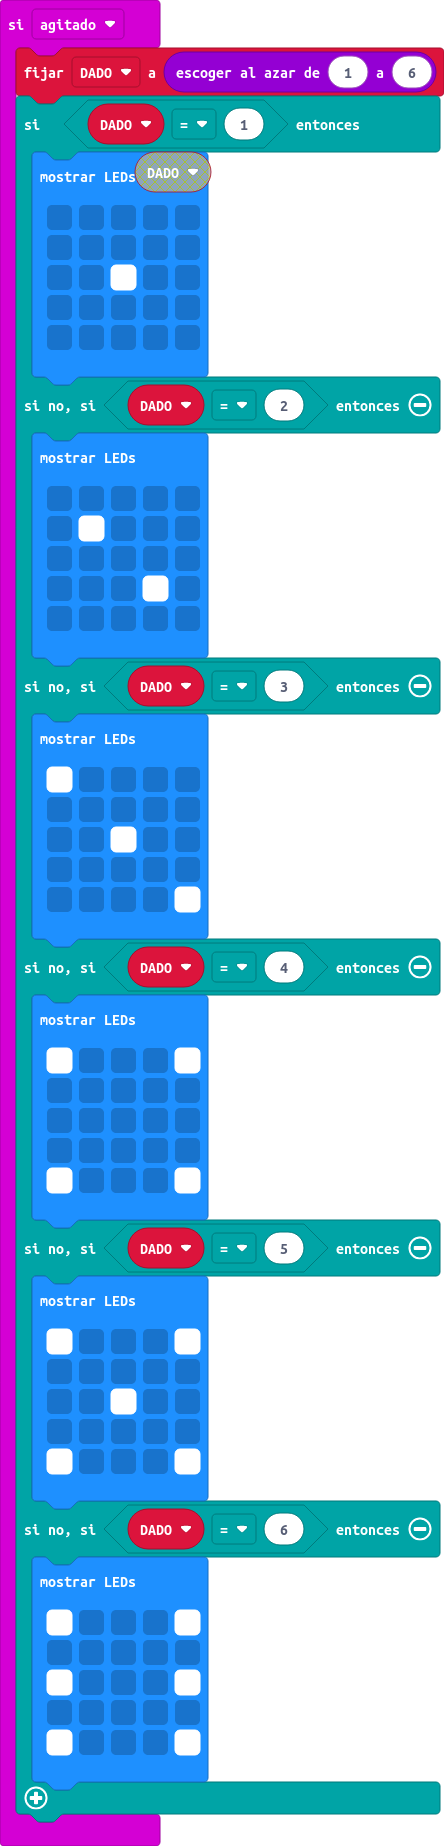 si agitado
fijar DADO a escoger al azar de 1 a 6
si DADO = 1 entonces
mostrar LEDs DADO
si no, si DADO = 2 entonces
mostrar LEDs
si no, si DADO = 3 entonces
mostrar LEDs
si no, si DADO = 4 entonces
mostrar LEDs
si no, si DADO = 5 entonces
mostrar LEDs
si no, si DADO = 6 entonces
mostrar LEDs